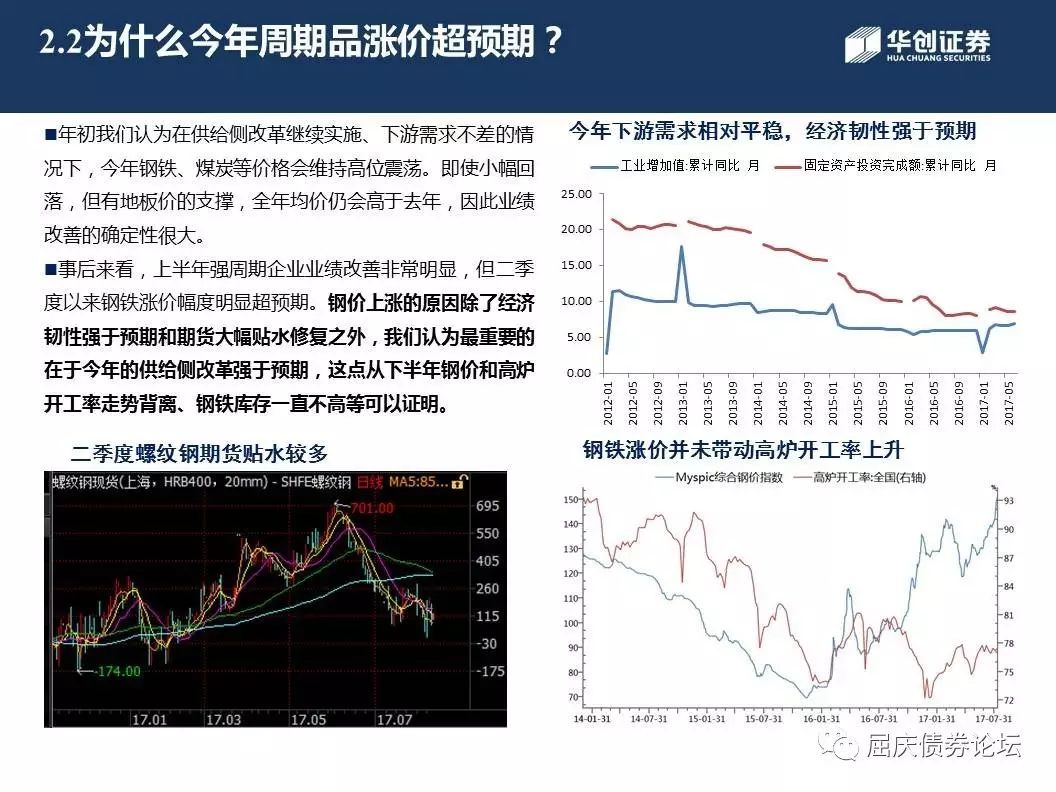 2.2为什么今年周期品涨价超预期？
华创证券
HUA CHUANG SECURITIES
■年初我们认为在供给侧改革继续实施、下游需求不差的情
况下，今年钢铁、煤炭等价格会维持高位震荡。即使小幅回
落，但有地板价的支撑，全年均价仍会高于去年，因此业绩
改善的确定性很大。
■事后来看，上半年强周期企业业绩改善非常明显，但二季
度以来钢铁涨价幅度明显超预期。钢价上涨的原因除了经济
韧性强于预期和期货大幅贴水修复之外，我们认为最重要的
在于今年的供给侧改革强于预期，这点从下半年钢价和高炉
开工率走势背离、钢铁库存一直不高等可以证明。
今年下游需求相对平稳，经济韧性强于预期
工业增加值:累计同比 月
固定资产投资完成额:累计同比 月
25.00
20.00
15.00
10.00
5.00
0.00
2012-01
2012-05
2012-09
2013-01
2013-05
2013-09
2014-01
2014-05
2014-09
2015-01
2015-05
2015-09
2016-01
2016-05
2016-09
2017-01
2017-05
二季度螺纹钢期货贴水较多
螺纹钢现货(上海，HRB400，20mm) - SHFE螺纹钢 日线 MA5:85...
701.00
-174.00
695
550
405
260
115
-30
-175
17.01
17.03
17.05
17.07
钢铁涨价并未带动高炉开工率上升
Myspic综合钢价指数
高炉开工率:全国(右轴)
150
140
130
120
110
100
90
80
70
93
90
87
84
81
78
75
72
14-01-31
14-07-31
15-01-31
15-07-31
16-01-31
16-07-31
17-01-31
17-07-31
屈庆债券论坛